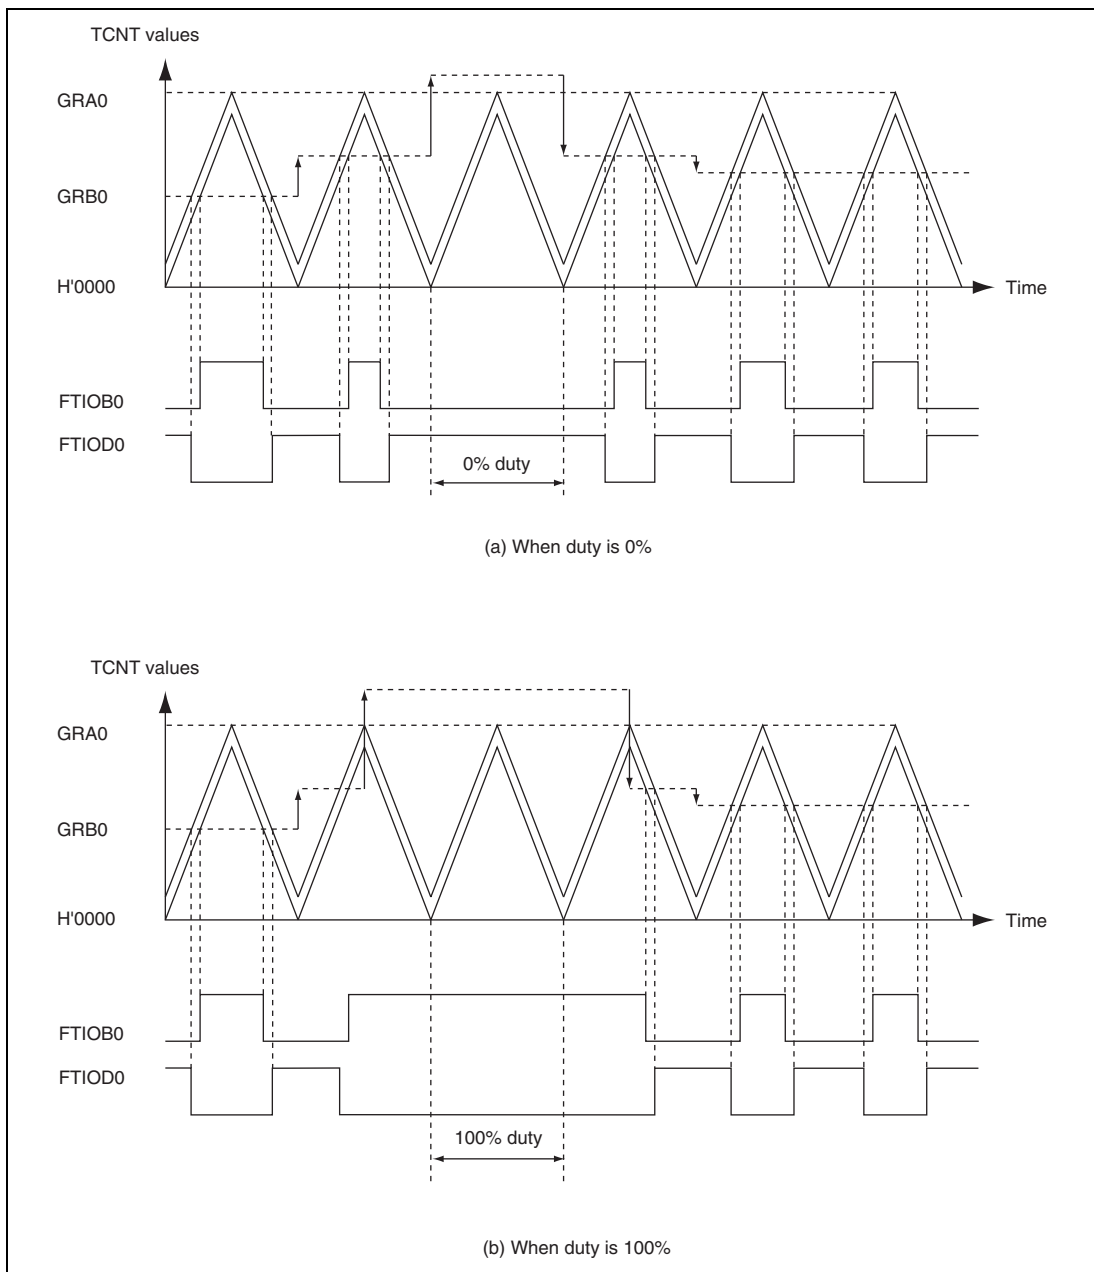 TCNT values
GRA0
GRB0
H'0000
Time
FTIOB0
FTIOD0
0% duty
(a) When duty is 0%
TCNT values
GRA0
GRB0
H'0000
Time
FTIOB0
FTIOD0
100% duty
(b) When duty is 100%